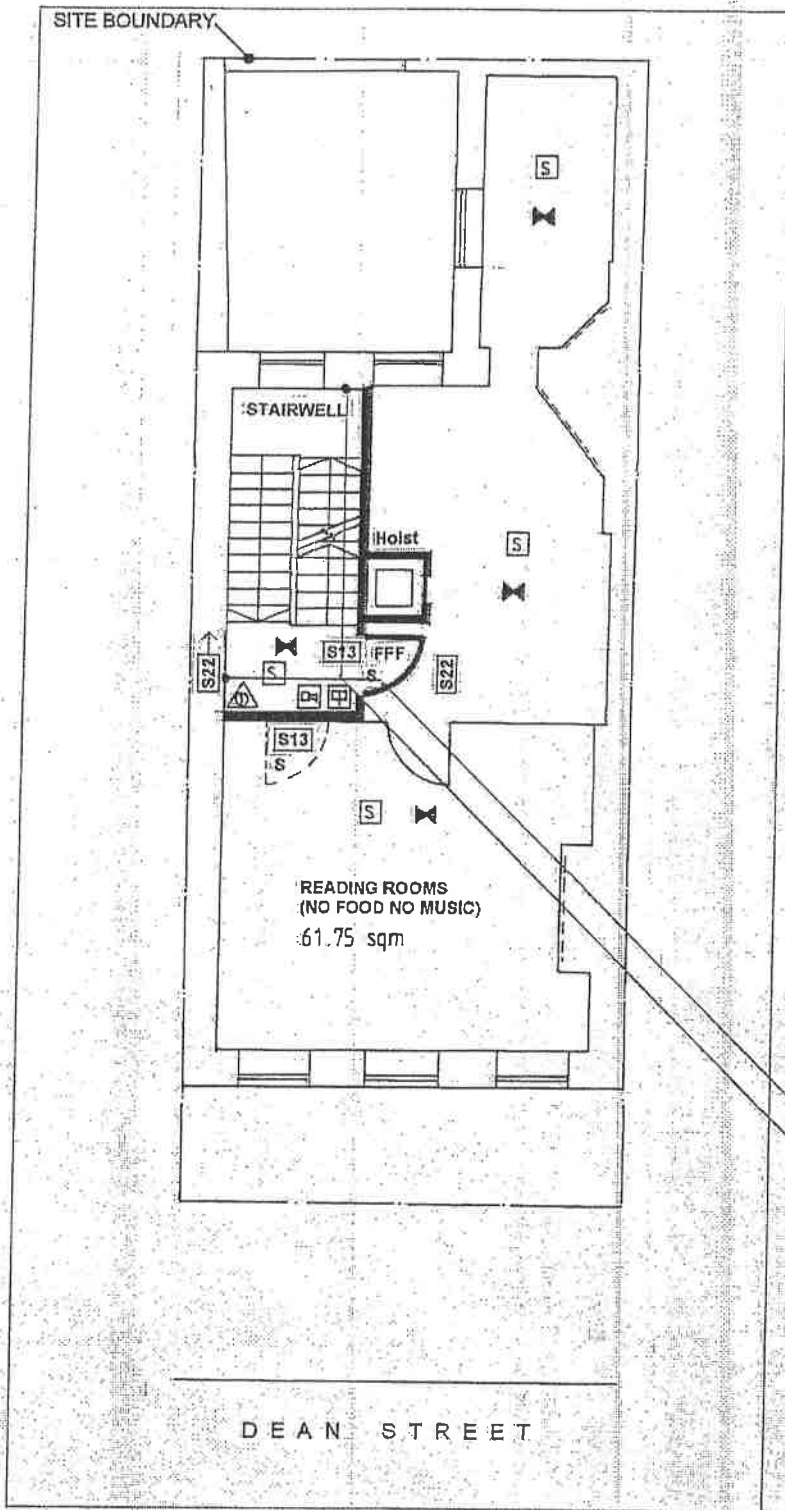 SITE BOUNDARY
S
STAIRWELL
Hoist
S
S13
FFF
S22
S22
S
S
S13
S
S
READING ROOMS
(NO FOOD NO MUSIC)
61.75 sqm
DEAN STREET